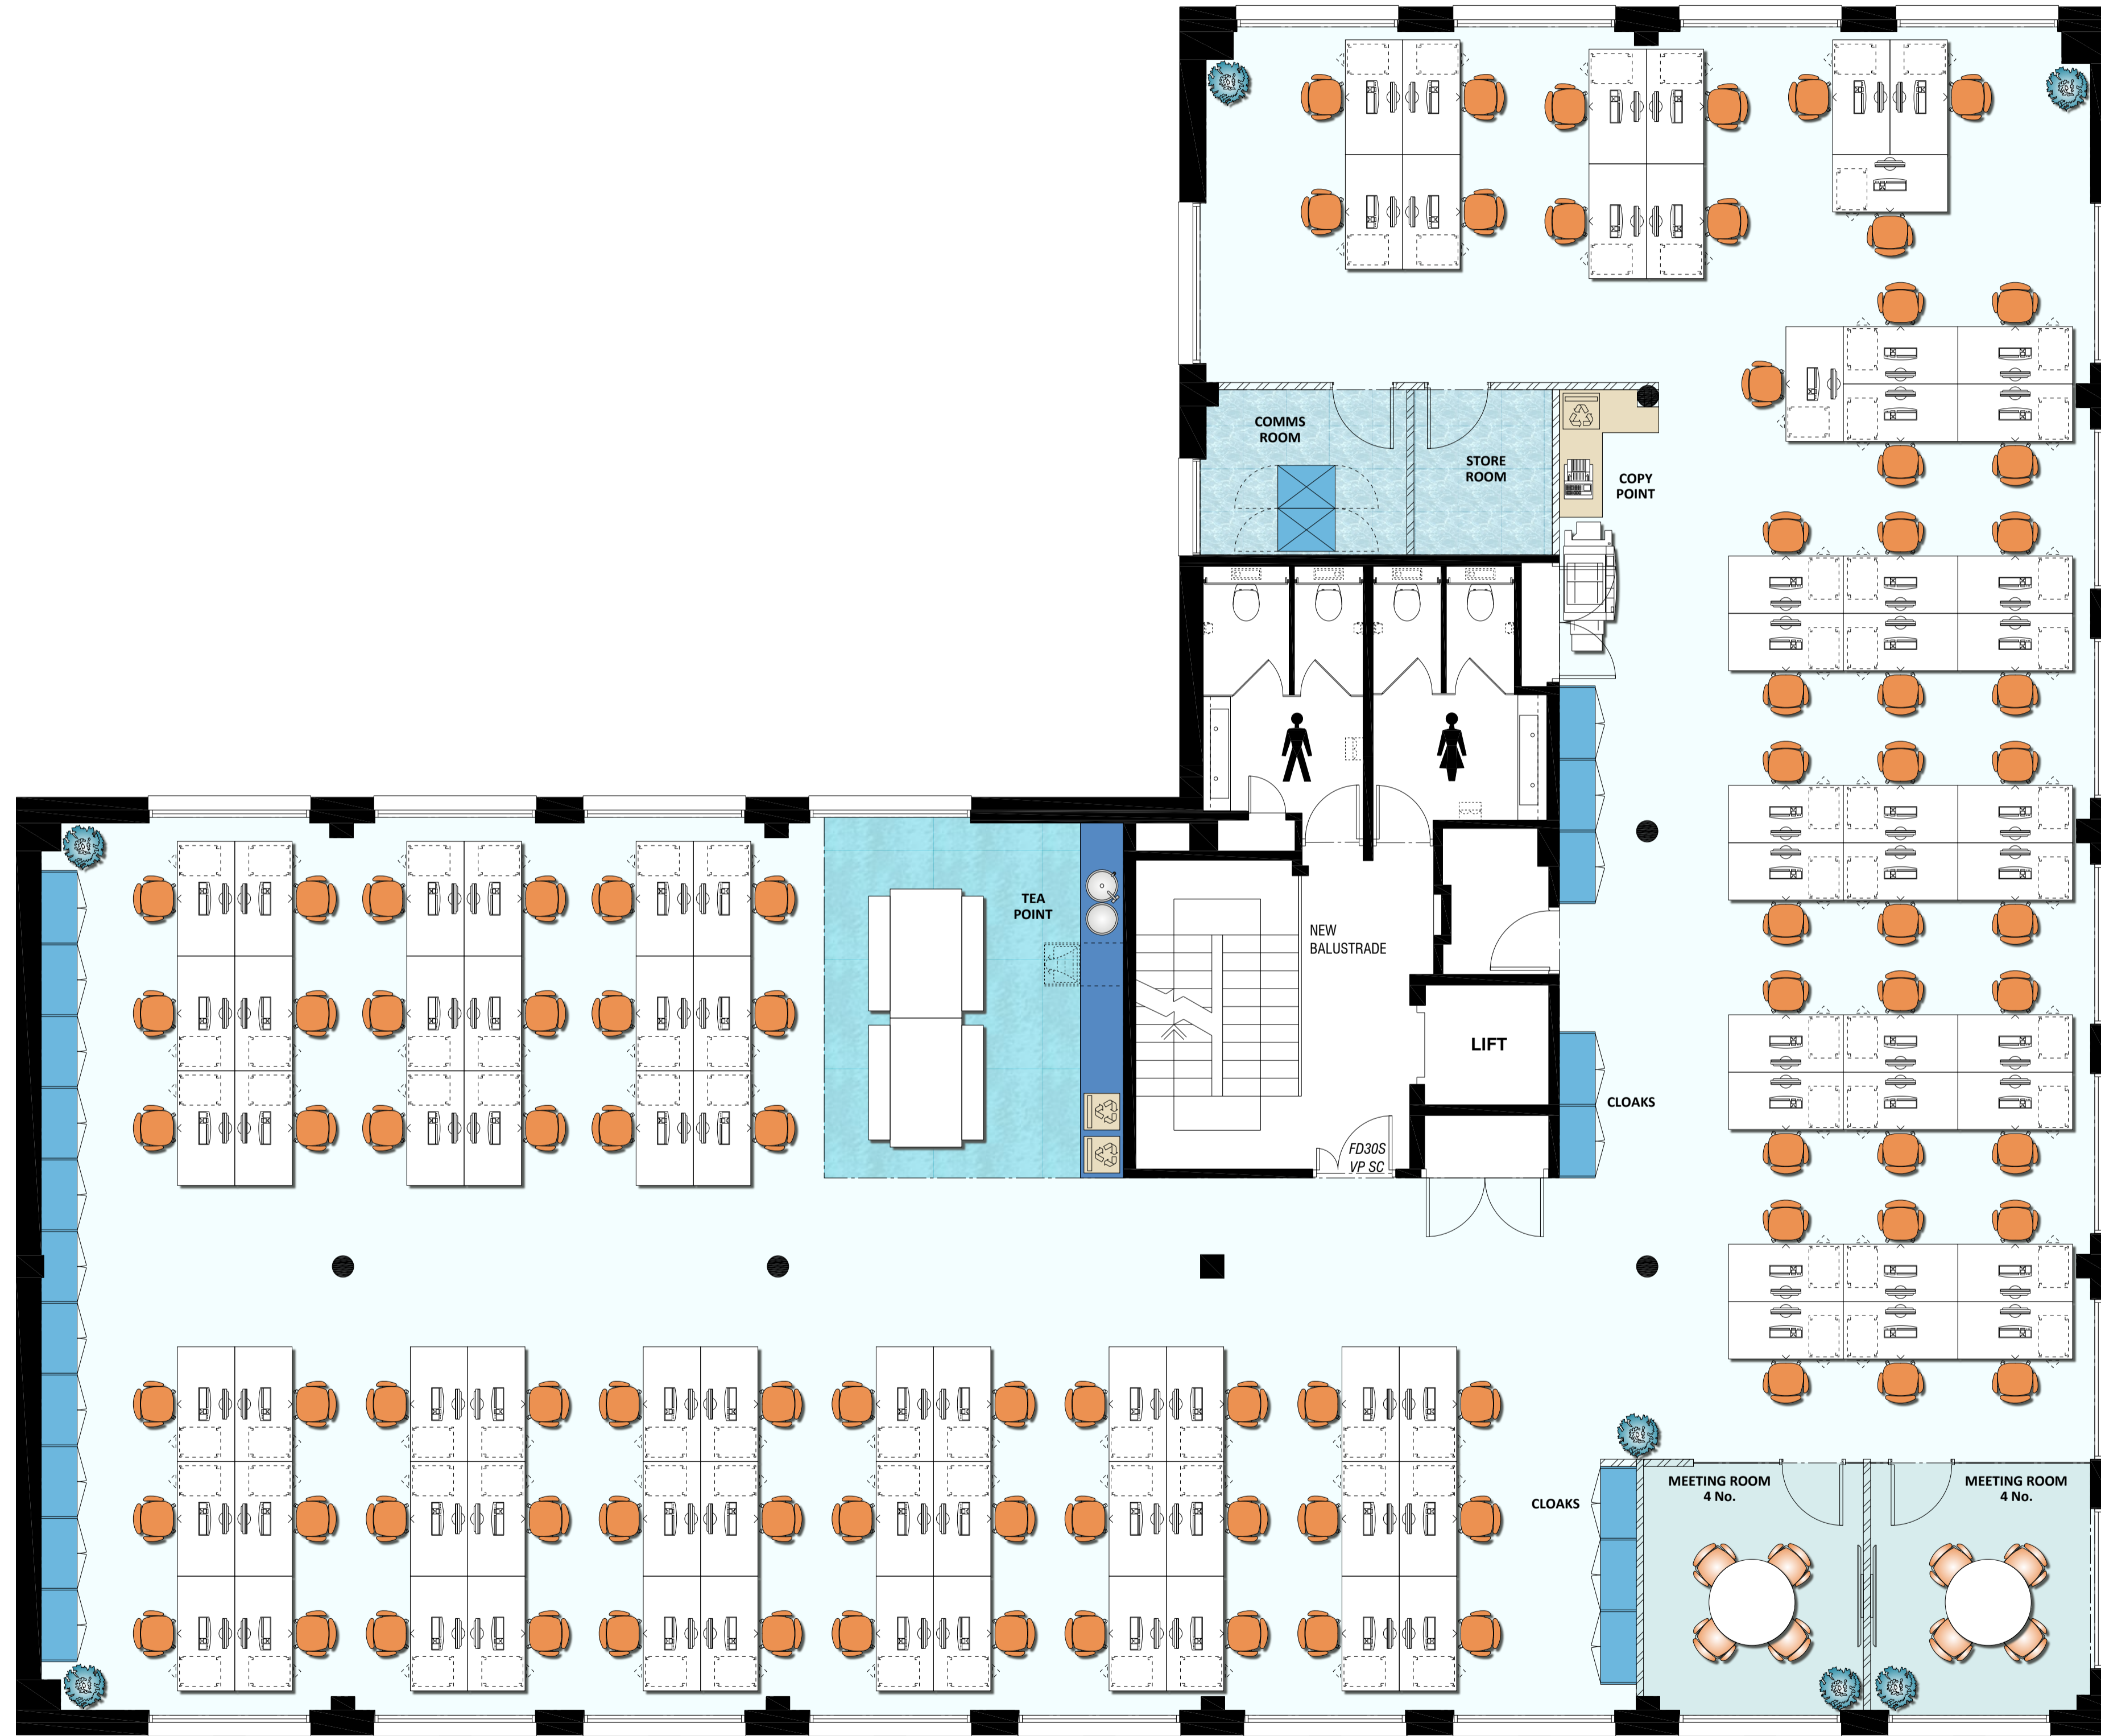 COMMS
ROOM
STORE
ROOM
COPY
POINT
TEA
POINT
NEW
BALUSTRADE
LIFT
CLOAKS
FD30S
VP SC
MEETING ROOM
4 No.
MEETING ROOM
4 No.
CLOAKS